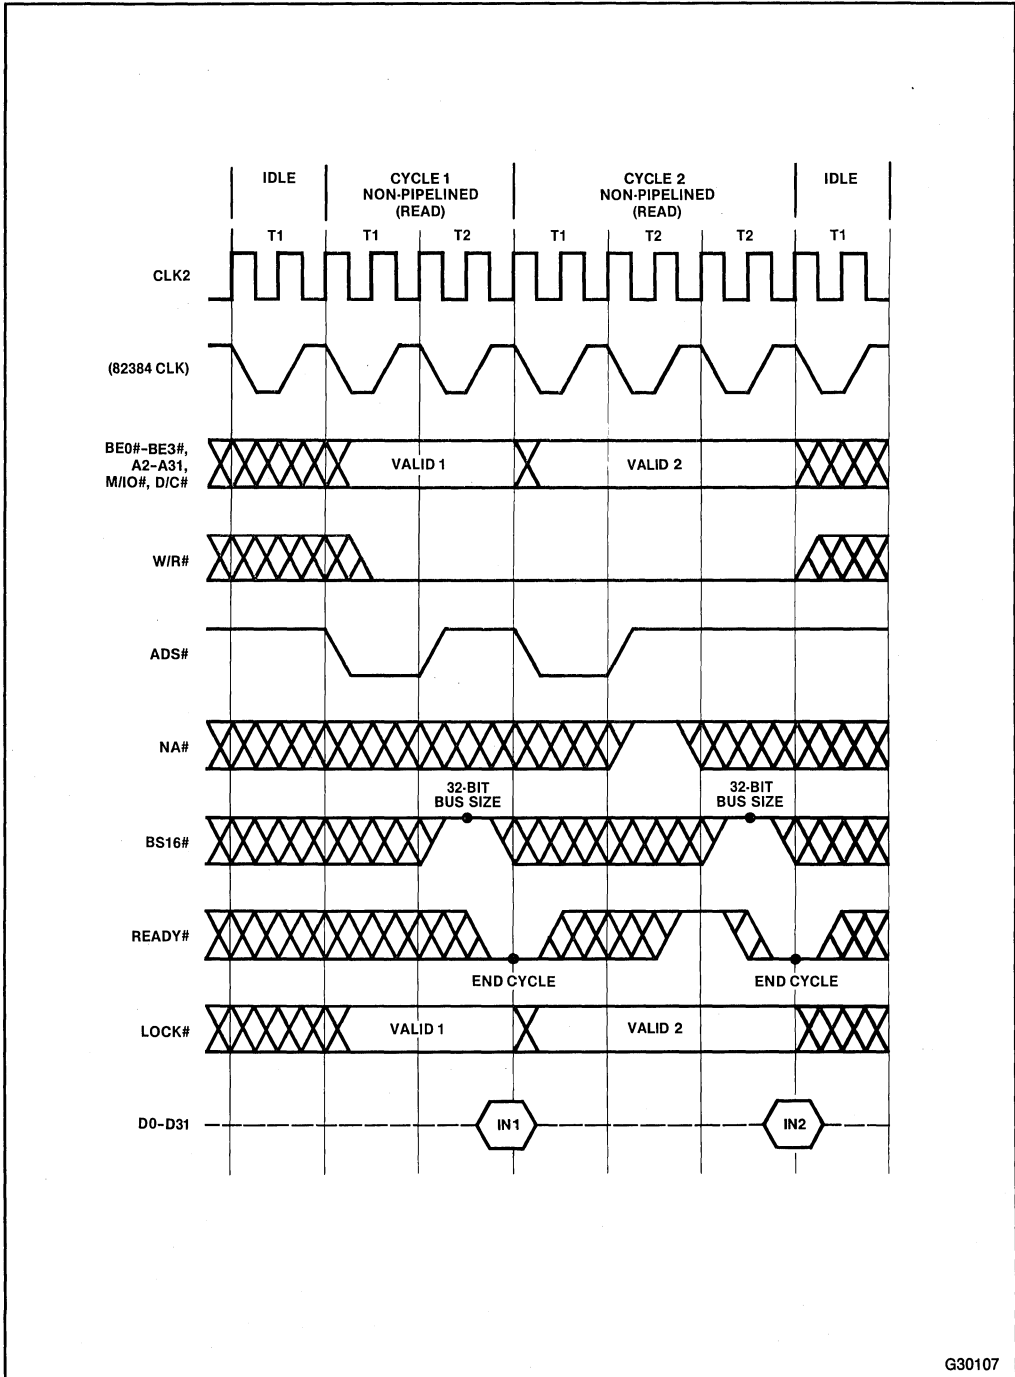 IDLE
CYCLE 1
NON-PIPELINED
(READ)
CYCLE 2
NON-PIPELINED
(READ)
IDLE
T1
T1
T2
T1
T2
T2
T1
CLK2
(82384 CLK)
BE0#-BE3#,
A2-A31,
M/IO#, D/C#
VALID 1
VALID 2
W/R#
ADS#
NA#
32-BIT
BUS SIZE
32-BIT
BUS SIZE
BS16#
READY#
END CYCLE
END CYCLE
LOCK#
VALID 1
VALID 2
D0-D31
IN1
IN2
G30107